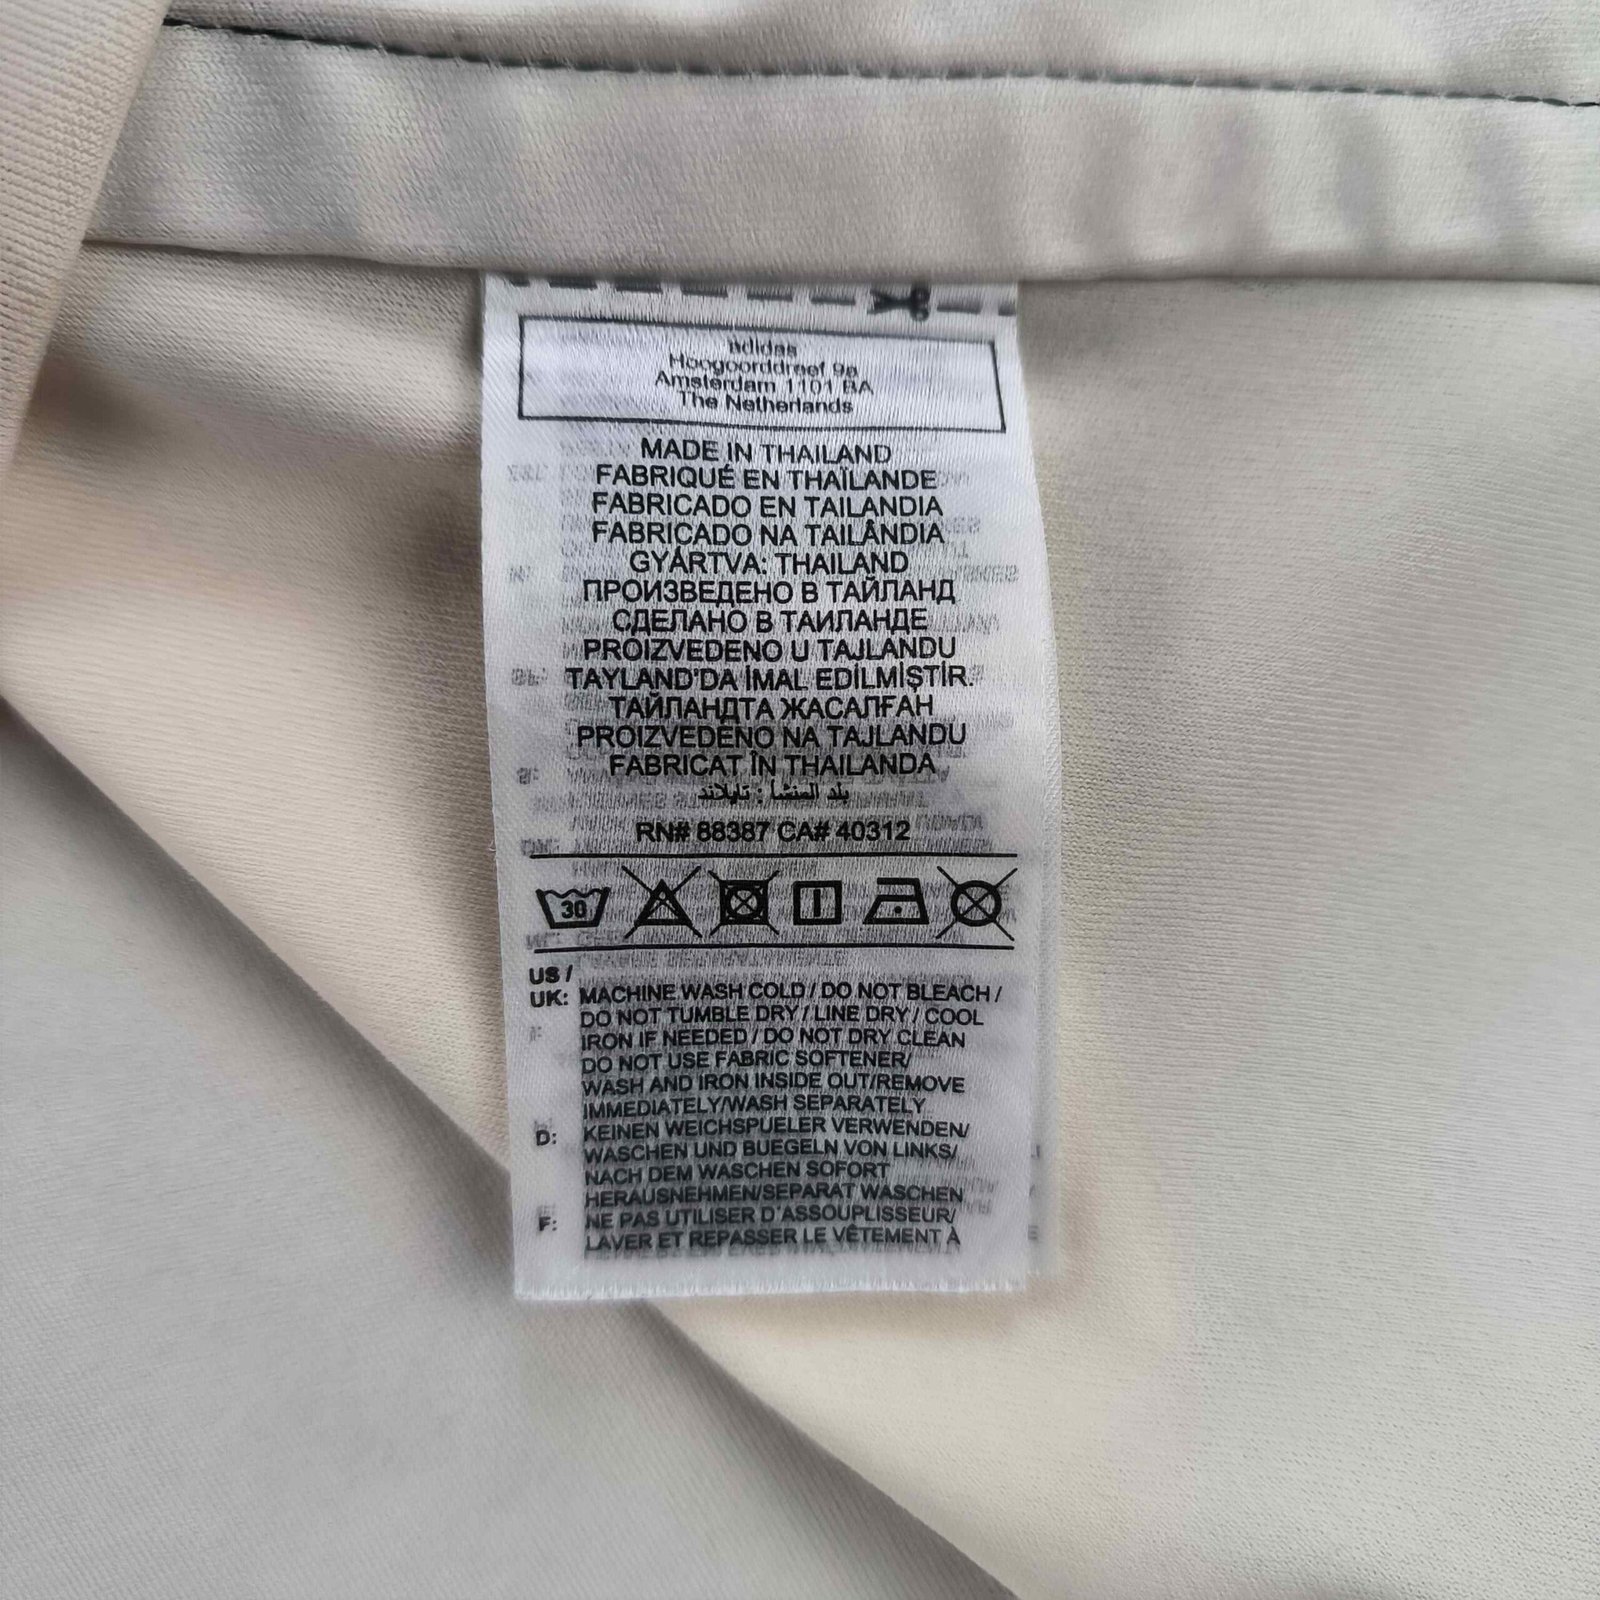 adidas
Hoogoorddreef 9a
Amsterdam 1101 BA
The Netherlands
MADE IN THAILAND
FABRIQUÉ EN THAÏLANDE
FABRICADO EN TAILANDIA
FABRICADO NA TAILÂNDIA
GYÁRTVA: THAILAND
ПРОИЗВЕДЕНО В ТАЙЛАНД
СДЕЛАНО В ТАИЛАНДЕ
PROIZVEDENO U TAJLANDU
TAYLAND'DA İMAL EDİLMİŞTİR.
ТАЙЛАНДТА ЖАСАЛҒАН
PROIZVEDENO NA TAJLANDU
FABRICAT ÎN THAILANDA
بلد المنشأ : تايلاند
RN# 88387 CA# 40312
30
US /
UK: MACHINE WASH COLD / DO NOT BLEACH /
DO NOT TUMBLE DRY / LINE DRY / COOL
IRON IF NEEDED / DO NOT DRY CLEAN
DO NOT USE FABRIC SOFTENER/
WASH AND IRON INSIDE OUT/REMOVE
IMMEDIATELY/WASH SEPARATELY
D: KEINEN WEICHSPUELER VERWENDEN/
WASCHEN UND BUEGELN VON LINKS/
NACH DEM WASCHEN SOFORT
HERAUSNEHMEN/SEPARAT WASCHEN
F: NE PAS UTILISER D'ASSOUPLISSEUR/
LAVER ET REPASSER LE VÊTEMENT À